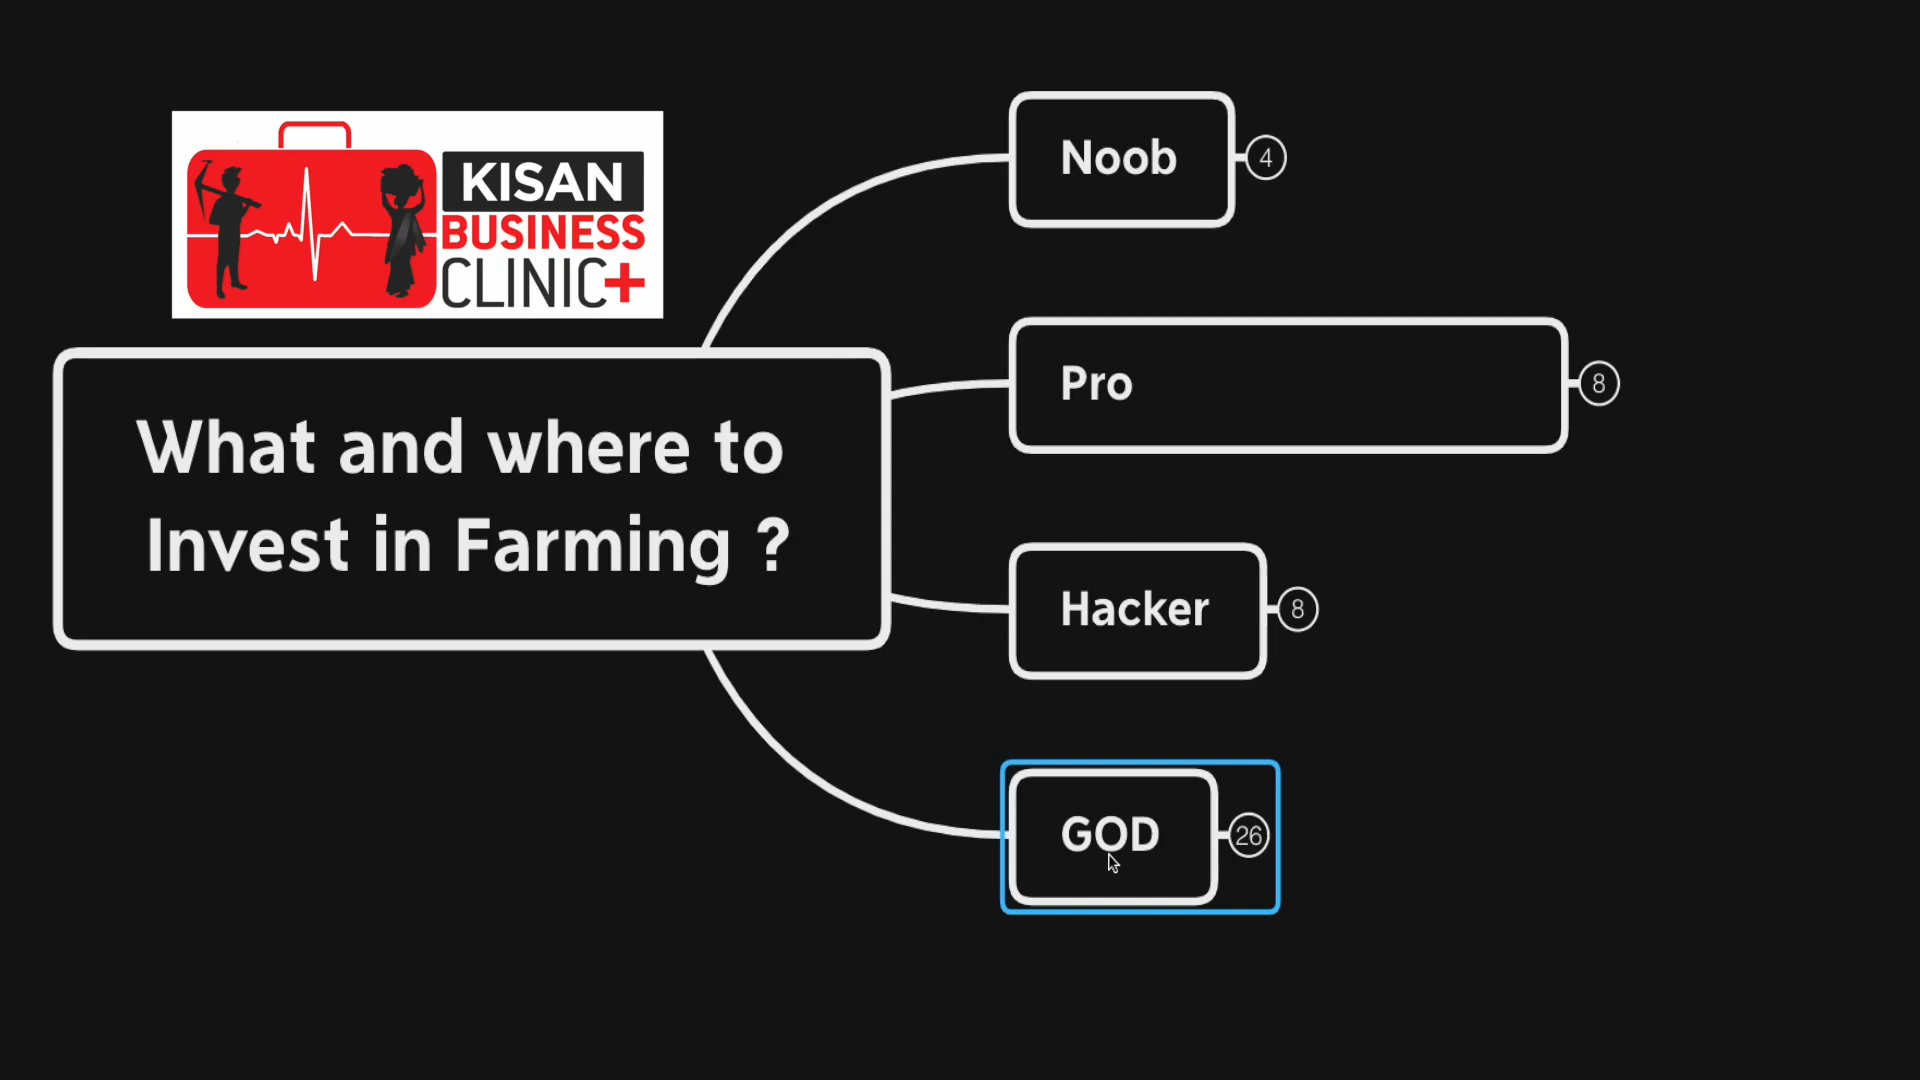 KISAN
BUSINESS
CLINIC+
What and where to
Invest in Farming ?
Noob
4
Pro
8
Hacker
8
GOD
26